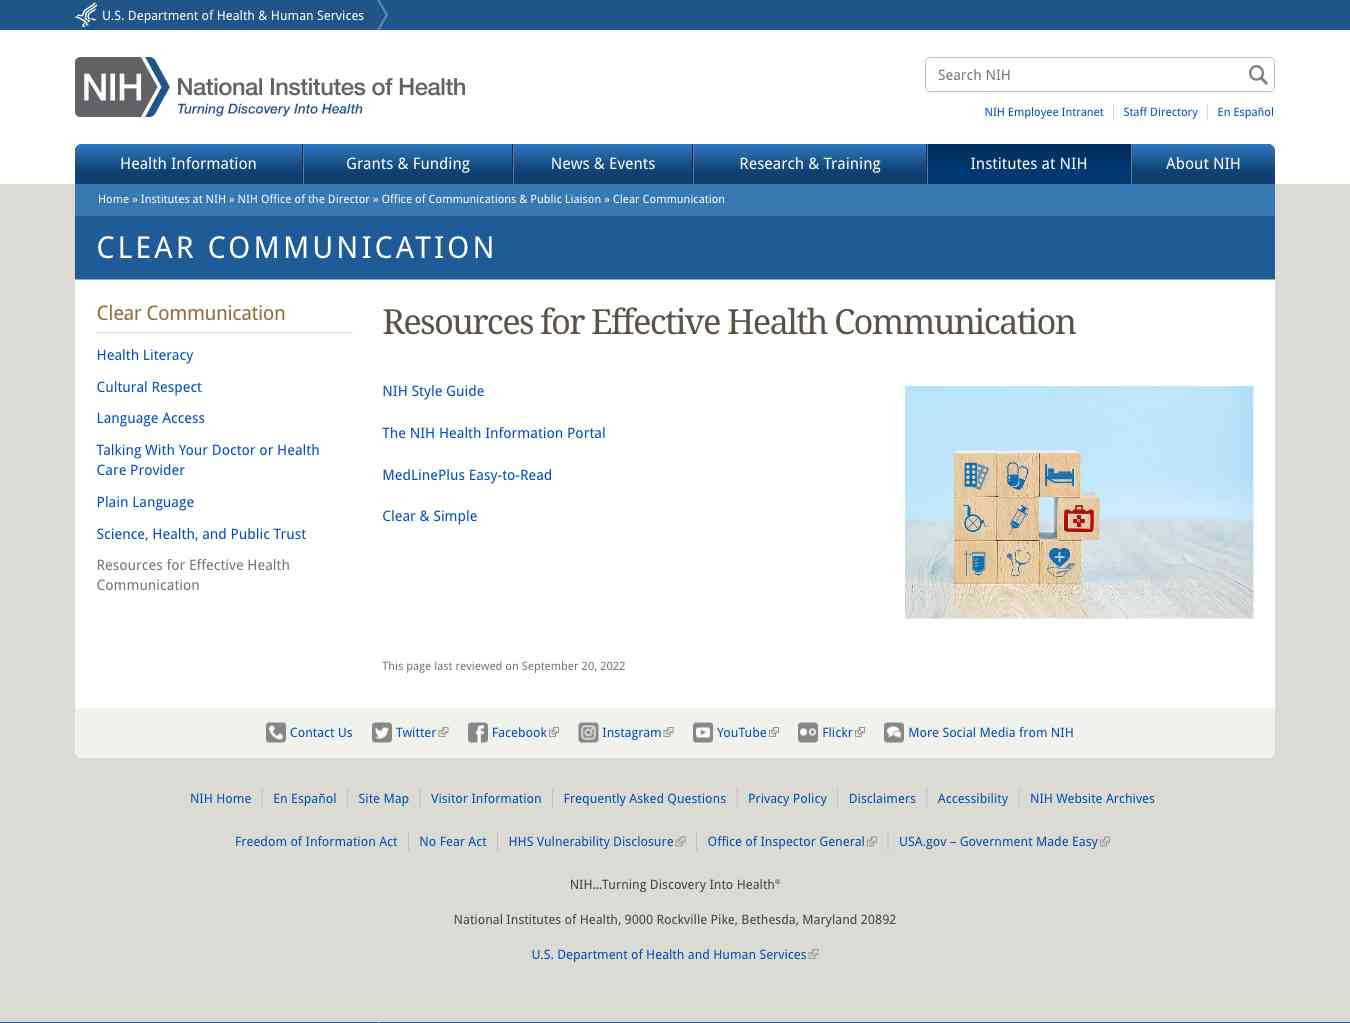 U.S. Department of Health & Human Services
NIH
National Institutes of Health
Turning Discovery Into Health
Search NIH
NIH Employee Intranet
Staff Directory
En Español
Health Information
Grants & Funding
News & Events
Research & Training
Institutes at NIH
About NIH
Home » Institutes at NIH » NIH Office of the Director » Office of Communications & Public Liaison » Clear Communication
CLEAR COMMUNICATION
Clear Communication
Health Literacy
Cultural Respect
Language Access
Talking With Your Doctor or Health
Care Provider
Plain Language
Science, Health, and Public Trust
Resources for Effective Health
Communication
Resources for Effective Health Communication
NIH Style Guide
The NIH Health Information Portal
MedLinePlus Easy-to-Read
Clear & Simple
This page last reviewed on September 20, 2022
Contact Us
Twitter
Facebook
Instagram
YouTube
Flickr
More Social Media from NIH
NIH Home
En Español
Site Map
Visitor Information
Frequently Asked Questions
Privacy Policy
Disclaimers
Accessibility
NIH Website Archives
Freedom of Information Act
No Fear Act
HHS Vulnerability Disclosure
Office of Inspector General
USA.gov – Government Made Easy
NIH…Turning Discovery Into Health®
National Institutes of Health, 9000 Rockville Pike, Bethesda, Maryland 20892
U.S. Department of Health and Human Services